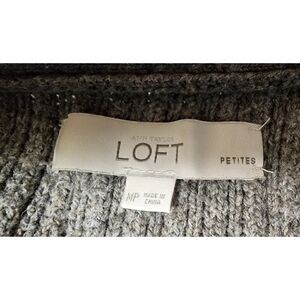 ANN TAYLOR
LOFT
PETITES
MP
MADE IN
CHINA